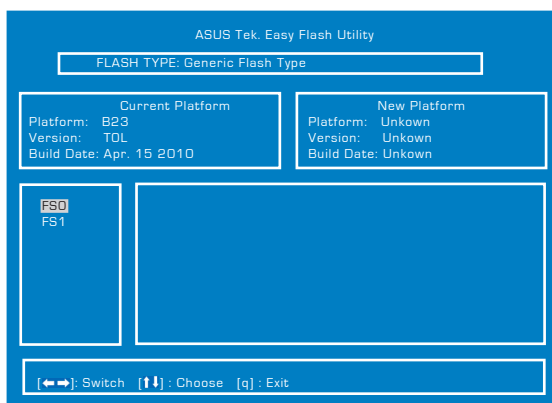 ASUS Tek. Easy Flash Utility
FLASH TYPE: Generic Flash Type
Current Platform
Platform: B23
Version: TOL
Build Date: Apr. 15 2010
New Platform
Platform: Unkown
Version: Unkown
Build Date: Unkown
FS0
FS1
[←→]: Switch [↑↓] : Choose [q] : Exit